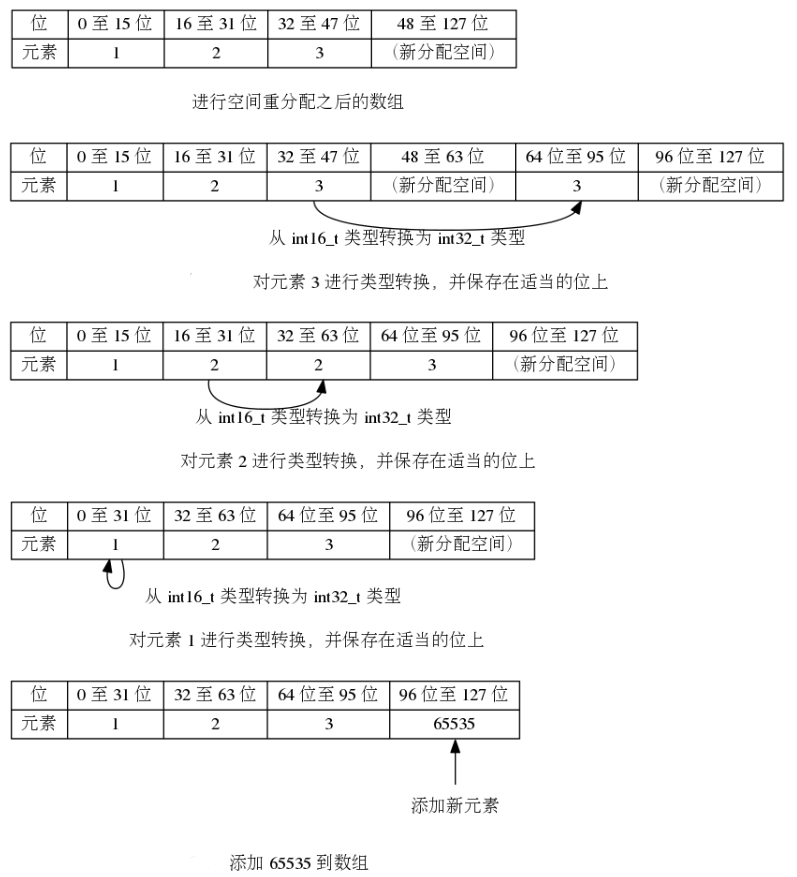 位 0 至 15 位 16 至 31 位 32 至 47 位 48 至 127 位
元素 1 2 3 （新分配空间）
进行空间重分配之后的数组
位 0 至 15 位 16 至 31 位 32 至 47 位 48 至 63 位 64 位至 95 位 96 位至 127 位
元素 1 2 3 （新分配空间） 3 （新分配空间）
从 int16_t 类型转换为 int32_t 类型
对元素 3 进行类型转换，并保存在适当的位上
位 0 至 15 位 16 至 31 位 32 至 63 位 64 位至 95 位 96 位至 127 位
元素 1 2 2 3 （新分配空间）
从 int16_t 类型转换为 int32_t 类型
对元素 2 进行类型转换，并保存在适当的位上
位 0 至 31 位 32 至 63 位 64 位至 95 位 96 位至 127 位
元素 1 2 3 （新分配空间）
从 int16_t 类型转换为 int32_t 类型
对元素 1 进行类型转换，并保存在适当的位上
位 0 至 31 位 32 至 63 位 64 位至 95 位 96 位至 127 位
元素 1 2 3 65535
添加新元素
添加 65535 到数组